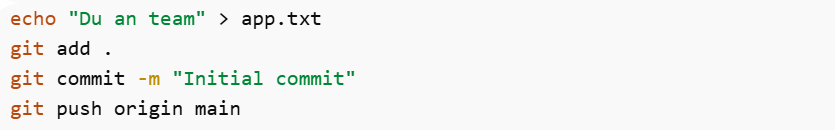 echo "Du an team" > app.txt
git add .
git commit -m "Initial commit"
git push origin main